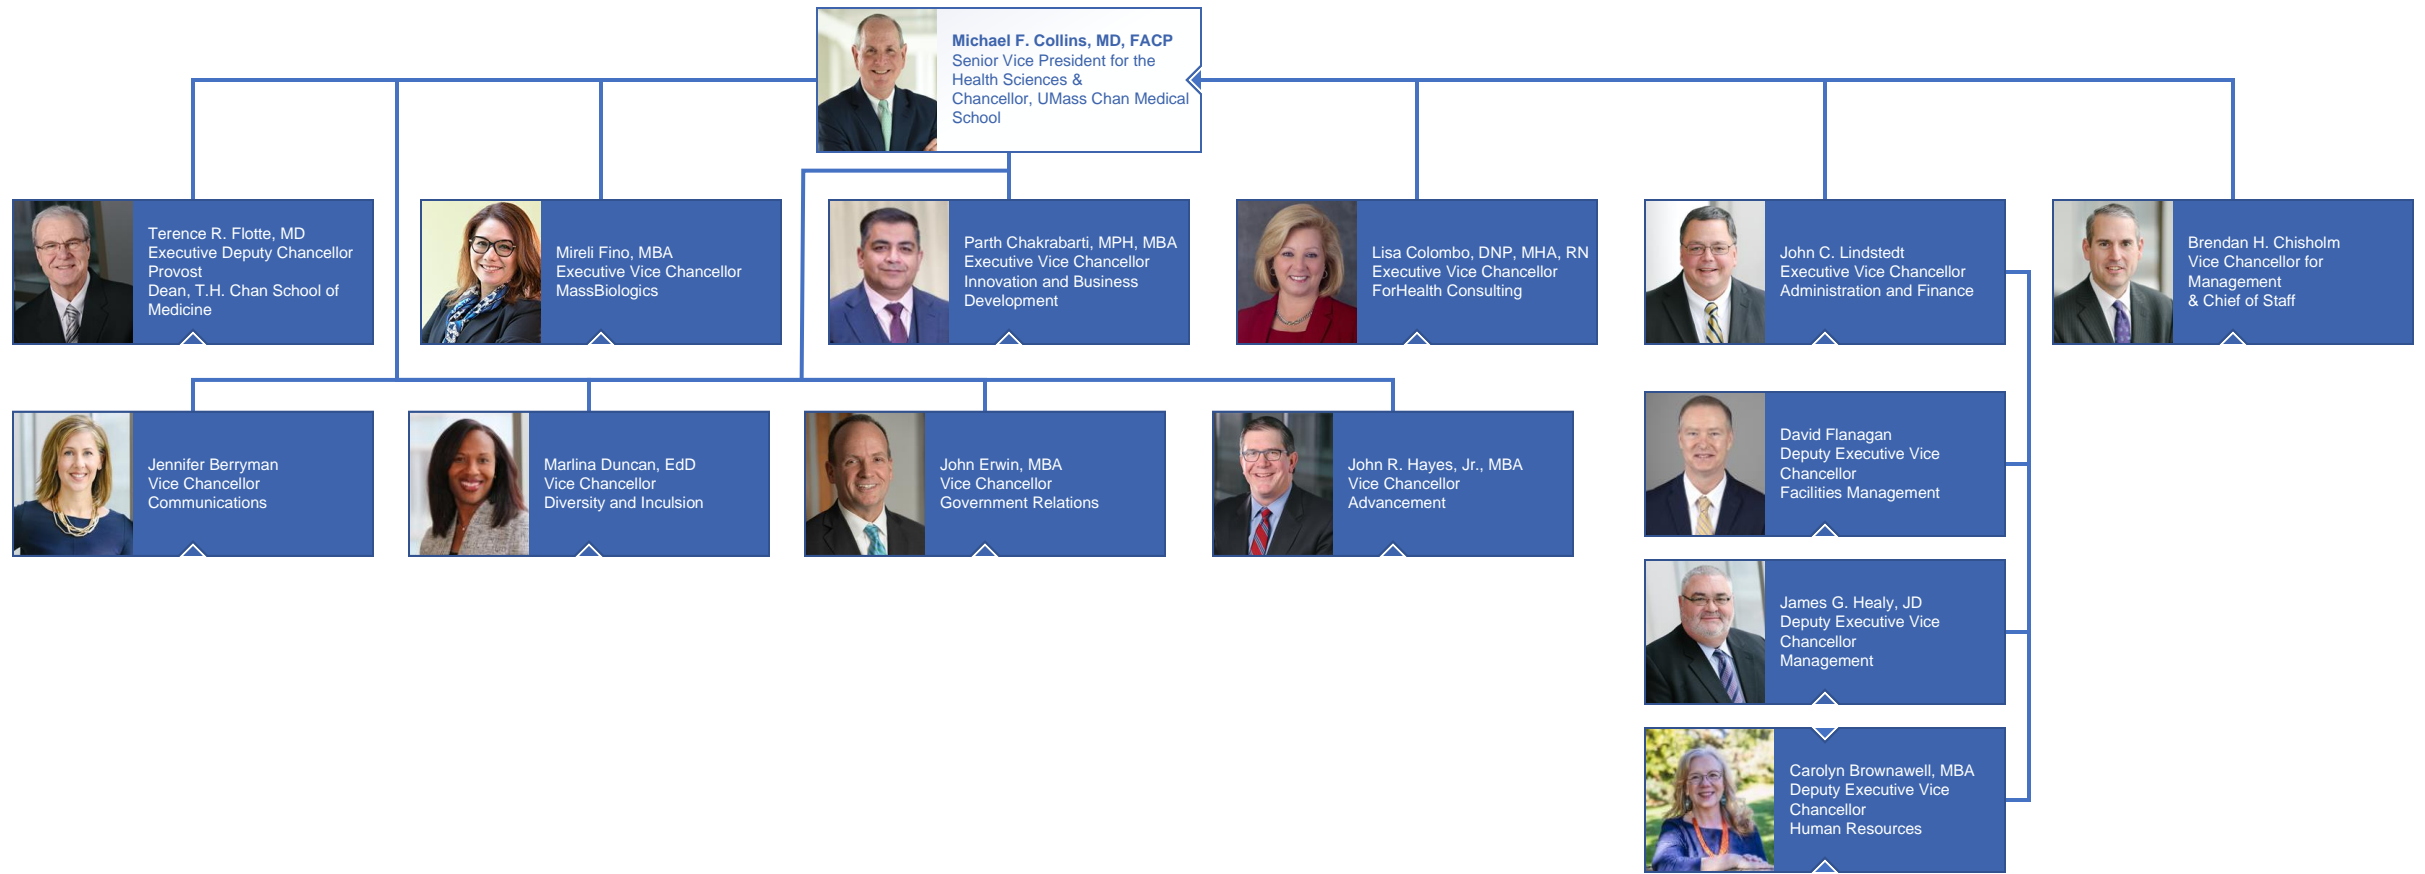 Michael F. Collins, MD, FACP
Senior Vice President for the
Health Sciences &
Chancellor, UMass Chan Medical
School
Terence R. Flotte, MD
Executive Deputy Chancellor
Provost
Dean, T.H. Chan School of
Medicine
Mireli Fino, MBA
Executive Vice Chancellor
MassBiologics
Parth Chakrabarti, MPH, MBA
Executive Vice Chancellor
Innovation and Business
Development
Lisa Colombo, DNP, MHA, RN
Executive Vice Chancellor
ForHealth Consulting
John C. Lindstedt
Executive Vice Chancellor
Administration and Finance
Brendan H. Chisholm
Vice Chancellor for
Management
& Chief of Staff
Jennifer Berryman
Vice Chancellor
Communications
Marlina Duncan, EdD
Vice Chancellor
Diversity and Inculsion
John Erwin, MBA
Vice Chancellor
Government Relations
John R. Hayes, Jr., MBA
Vice Chancellor
Advancement
David Flanagan
Deputy Executive Vice
Chancellor
Facilities Management
James G. Healy, JD
Deputy Executive Vice
Chancellor
Management
Carolyn Brownawell, MBA
Deputy Executive Vice
Chancellor
Human Resources